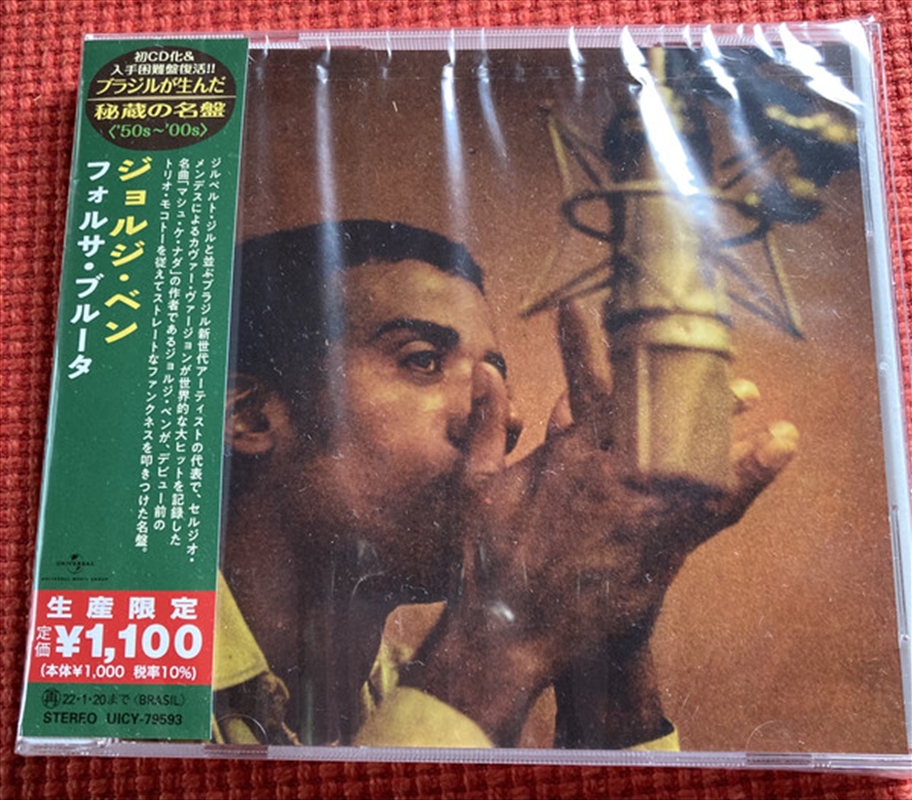 初CD化&
入手困難盤復活!!
ブラジルが生んだ
秘蔵の名盤
〈'50s~'00s〉
ジョルジ・ベン
フォルサ・ブルータ
ジルベルト・ジルと並ぶブラジル新世代アーティストの代表で、セルジオ・
メンデスによるカヴァー・ヴァージョンが世界的な大ヒットを記録した
名曲「マシュ・ケ・ナダ」の作者であるジョルジ・ベンが、デビュー前の
トリオ・モコトーを従えてストレートなファンクネスを叩きつけた名盤。
UNIVERSAL
UNIVERSAL MUSIC GROUP
生産限定
定価 ¥1,100
(本体¥1,000 税率10%)
再 22・1・20まで〈BRASIL〉
STEREO UICY-79593